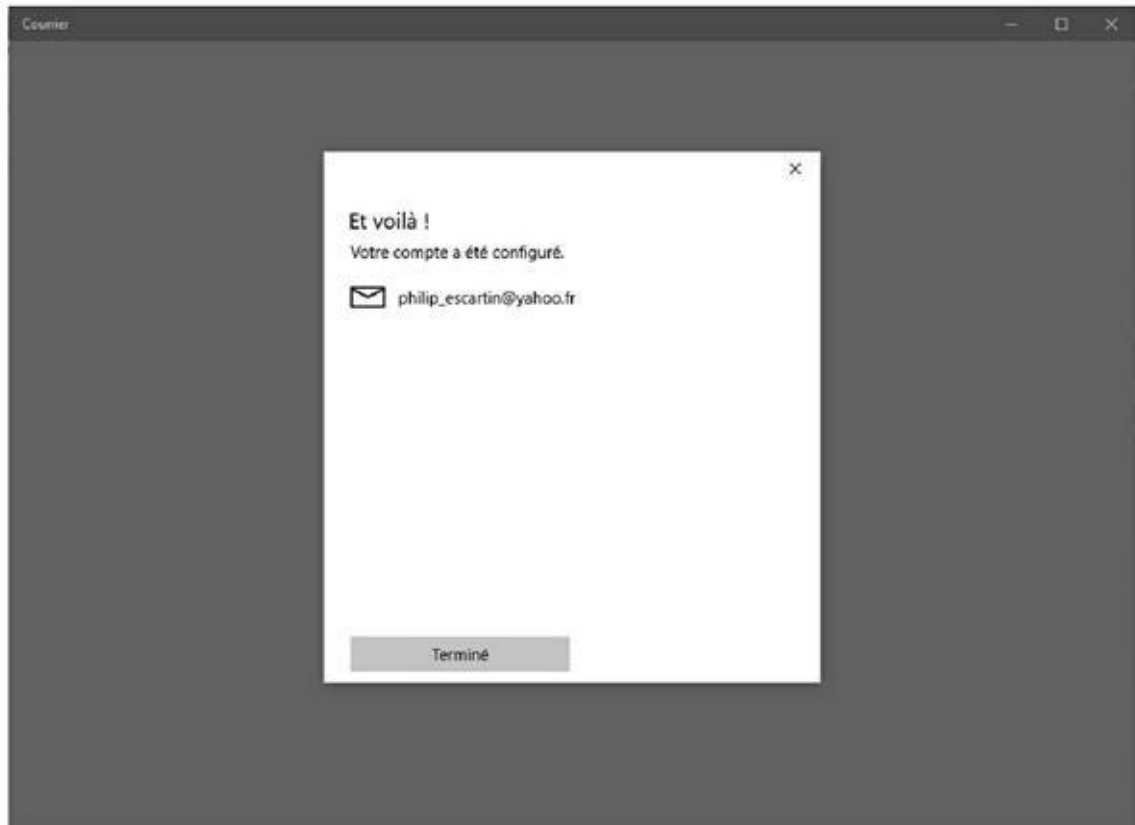 Courrier
Et voilà !
Votre compte a été configuré.
philip_escartin@yahoo.fr
Terminé